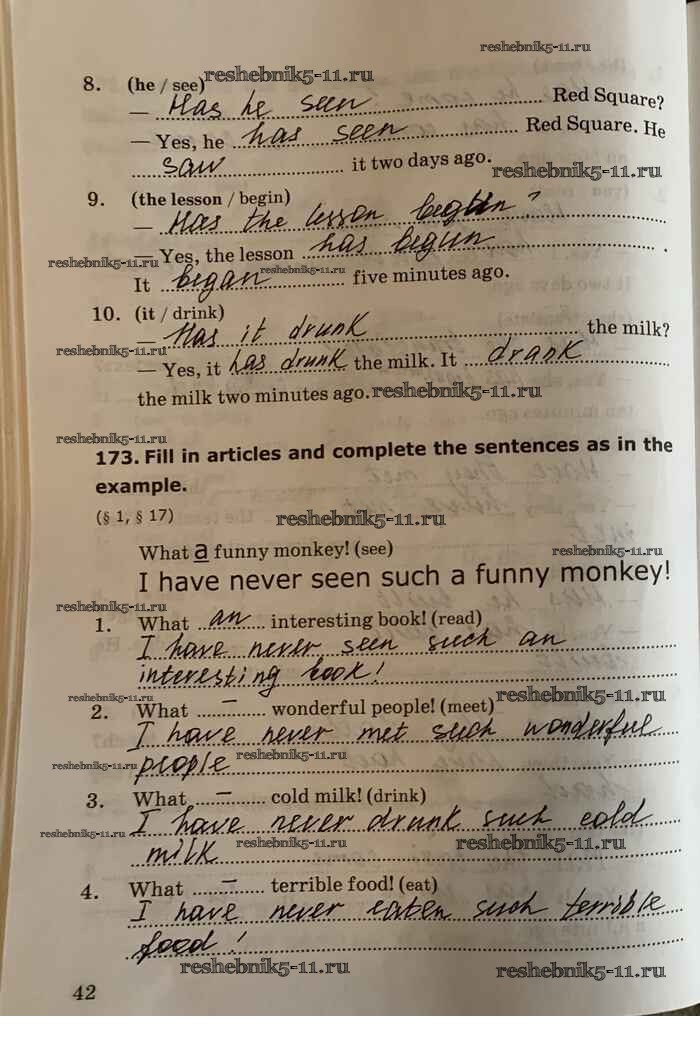 reshebnik5-11.ru
8. (he / see) reshebnik5-11.ru
— Has he seen Red Square?
— Yes, he has seen Red Square. He
saw it two days ago. reshebnik5-11.ru
9. (the lesson / begin)
— Has the lesson begun?
reshebnik5-11.ru — Yes, the lesson has begun.
It began reshebnik5-11.ru five minutes ago.
10. (it / drink)
— Has it drunk the milk?
reshebnik5-11.ru
— Yes, it has drunk the milk. It drank
the milk two minutes ago. reshebnik5-11.ru
reshebnik5-11.ru
173. Fill in articles and complete the sentences as in the
example.
(§ 1, § 17) reshebnik5-11.ru
What a funny monkey! (see) reshebnik5-11.ru
I have never seen such a funny monkey!
reshebnik5-11.ru
1. What an interesting book! (read)
I have never seen such an
interesting book!
reshebnik5-11.ru reshebnik5-11.ru
2. What – wonderful people! (meet)
I have never met such wonderful
reshebnik5-11.ru people
3. What – cold milk! (drink)
I have never drunk such cold
reshebnik5-11.ru reshebnik5-11.ru
milk
4. What – terrible food! (eat)
I have never eaten such terrible
food!
reshebnik5-11.ru reshebnik5-11.ru
42